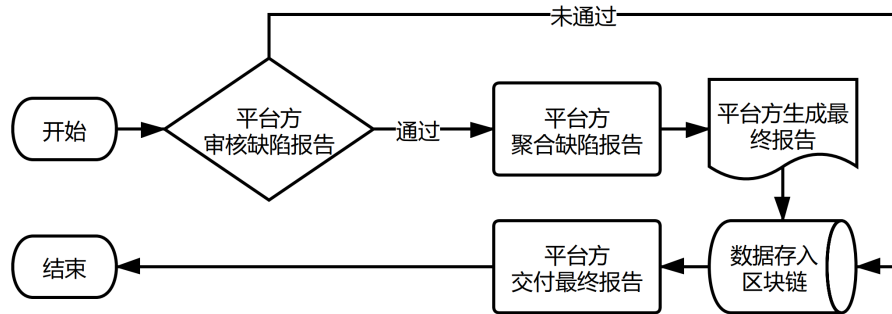 未通过
开始
平台方
审核缺陷报告
通过
平台方
聚合缺陷报告
平台方生成最
终报告
结束
平台方
交付最终报告
数据存入
区块链